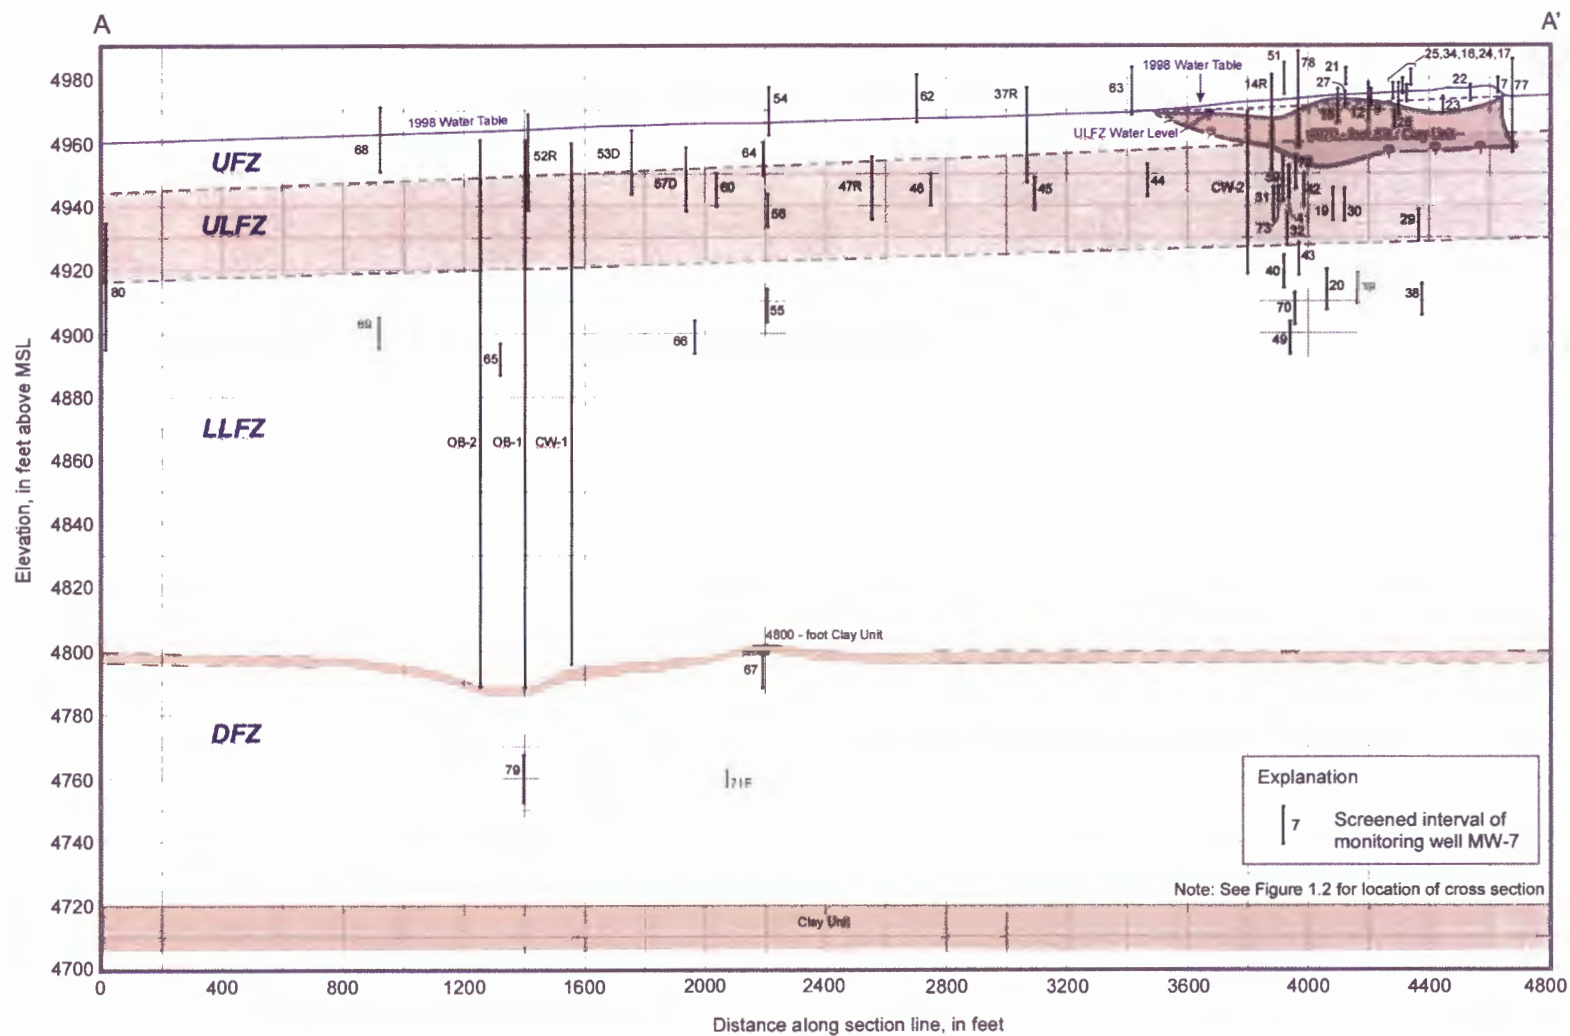 A A'
Elevation, in feet above MSL
4980
4960
4940
4920
4900
4880
4860
4840
4820
4800
4780
4760
4740
4720
4700
UFZ
ULFZ
LLFZ
DFZ
1998 Water Table
1998 Water Table
ULFZ Water Level
80
68
69
65
OB-2
OB-1
CW-1
52R
53D
57D
60
66
64
54
56
55
47R
62
46
37R
45
63
44
CW-2
14R
51
78
21
27
25,34,16,24,17
22
7
77
23
12
73
32
42
19
30
29
43
40
20
70
49
38
4800 - foot Clay Unit
67
79
Clay Unit
Explanation
7 Screened interval of
monitoring well MW-7
Note: See Figure 1.2 for location of cross section
0 400 800 1200 1600 2000 2400 2800 3200 3600 4000 4400 4800
Distance along section line, in feet